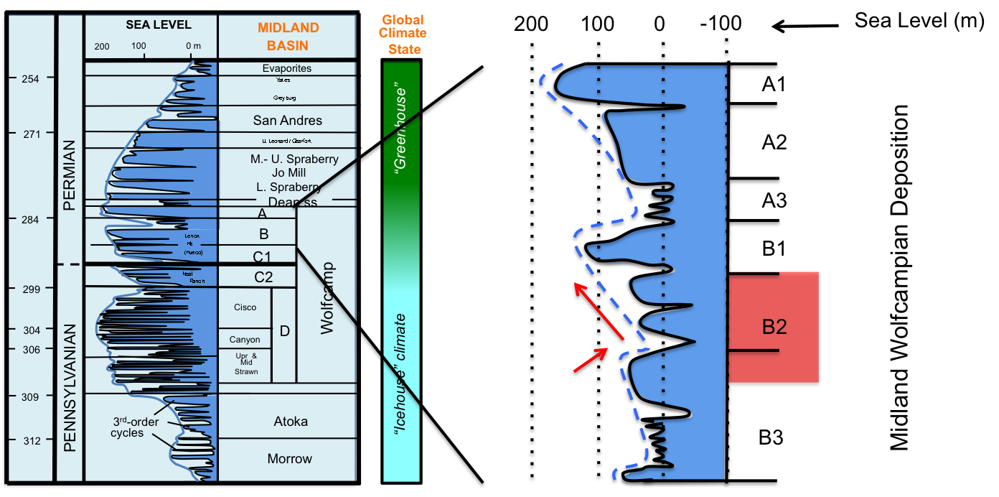 SEA LEVEL
200 100 0 m
MIDLAND
BASIN
Global
Climate
State
200 100 0 -100
Sea Level (m)
254
271
284
299
304
306
309
312
PERMIAN
PENNSYLVANIAN
3rd-order
cycles
Evaporites
Yates
Greyburg
San Andres
M.- U. Spraberry
Jo Mill
L. Spraberry
Dean ss
A
B
C1
C2
Lenox
Hls
(Hueco)
Neal
Ranch
Cisco
Canyon
Upr &
Mid
Strawn
D
Wolfcamp
Atoka
Morrow
"Greenhouse"
"Icehouse" climate
A1
A2
A3
B1
B2
B3
Midland Wolfcampian Deposition